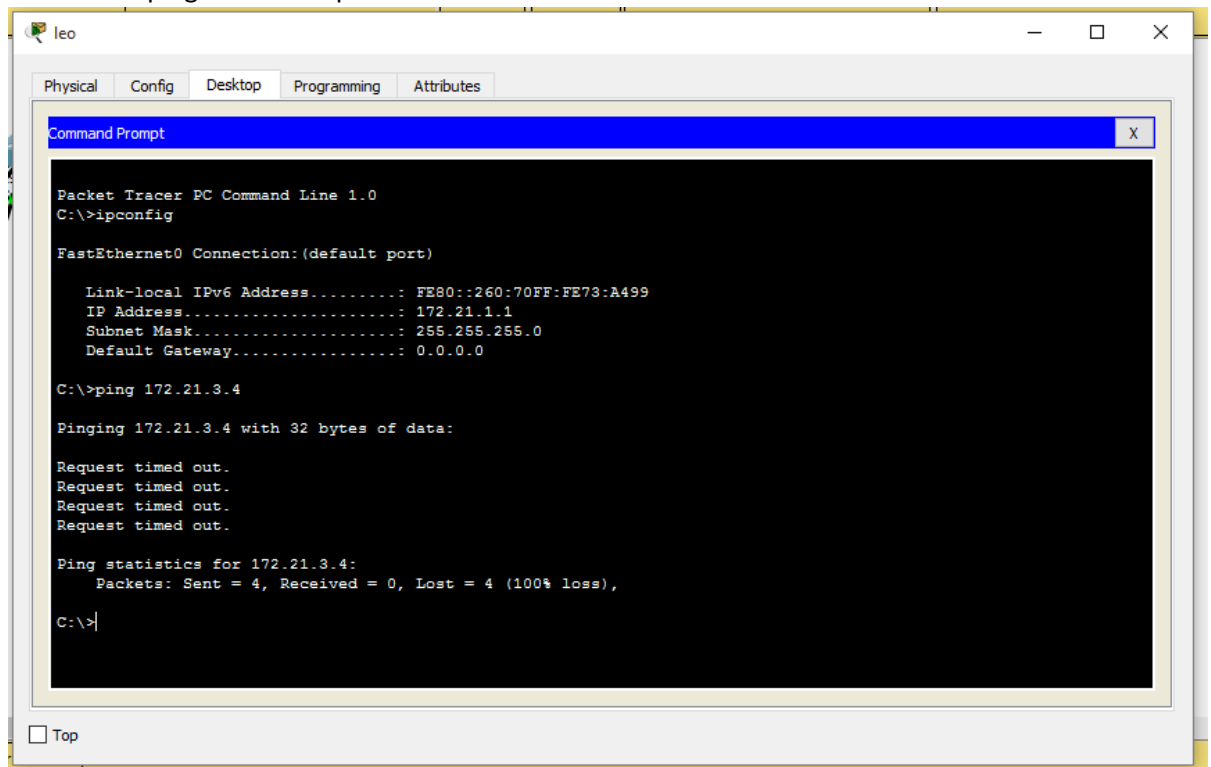 leo
Physical Config Desktop Programming Attributes
Command Prompt
X
Packet Tracer PC Command Line 1.0
C:\>ipconfig
FastEthernet0 Connection:(default port)
Link-local IPv6 Address.........: FE80::260:70FF:FE73:A499
IP Address......................: 172.21.1.1
Subnet Mask.....................: 255.255.255.0
Default Gateway.................: 0.0.0.0
C:\>ping 172.21.3.4
Pinging 172.21.3.4 with 32 bytes of data:
Request timed out.
Request timed out.
Request timed out.
Request timed out.
Ping statistics for 172.21.3.4:
Packets: Sent = 4, Received = 0, Lost = 4 (100% loss),
C:\>
Top